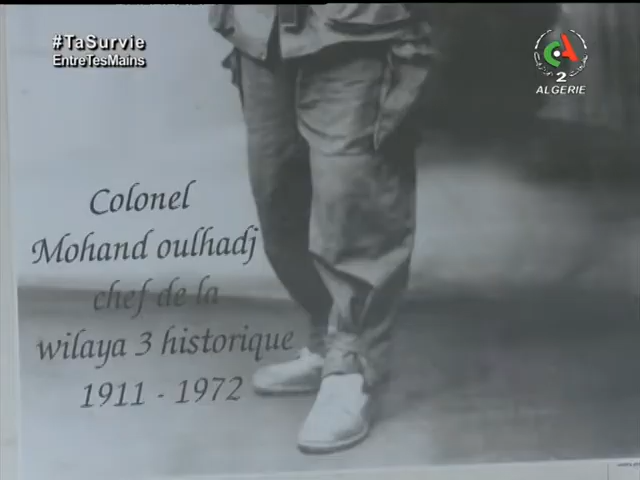 #TaSurvie
EntreTesMains
2
ALGERIE
Colonel
Mohand oulhadj
chef de la
wilaya 3 historique
1911 - 1972